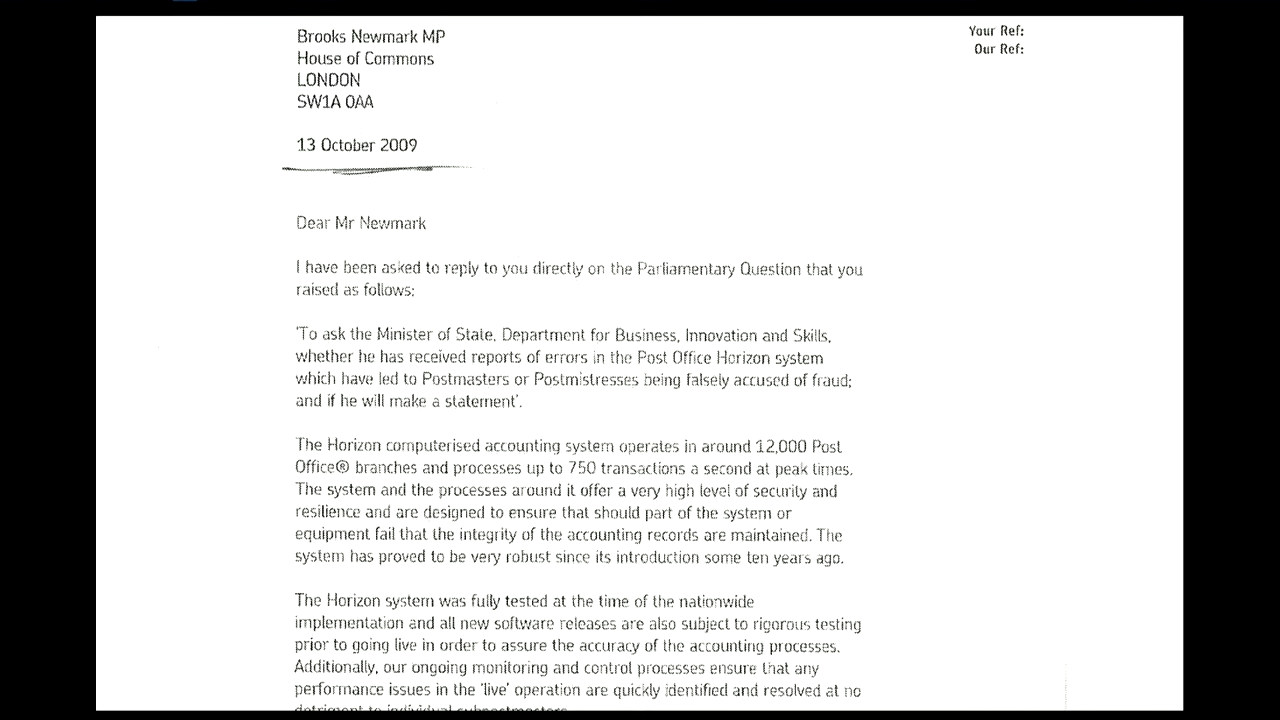 Brooks Newmark MP
House of Commons
LONDON
SW1A 0AA
Your Ref:
Our Ref:
13 October 2009
Dear Mr Newmark
I have been asked to reply to you directly on the Parliamentary Question that you
raised as follows:
'To ask the Minister of State, Department for Business, Innovation and Skills,
whether he has received reports of errors in the Post Office Horizon system
which have led to Postmasters or Postmistresses being falsely accused of fraud;
and if he will make a statement'.
The Horizon computerised accounting system operates in around 12,000 Post
Office® branches and processes up to 750 transactions a second at peak times.
The system and the processes around it offer a very high level of security and
resilience and are designed to ensure that should part of the system or
equipment fail that the integrity of the accounting records are maintained. The
system has proved to be very robust since its introduction some ten years ago.
The Horizon system was fully tested at the time of the nationwide
implementation and all new software releases are also subject to rigorous testing
prior to going live in order to assure the accuracy of the accounting processes.
Additionally, our ongoing monitoring and control processes ensure that any
performance issues in the 'live' operation are quickly identified and resolved at no
detriment to individual subpostmasters.